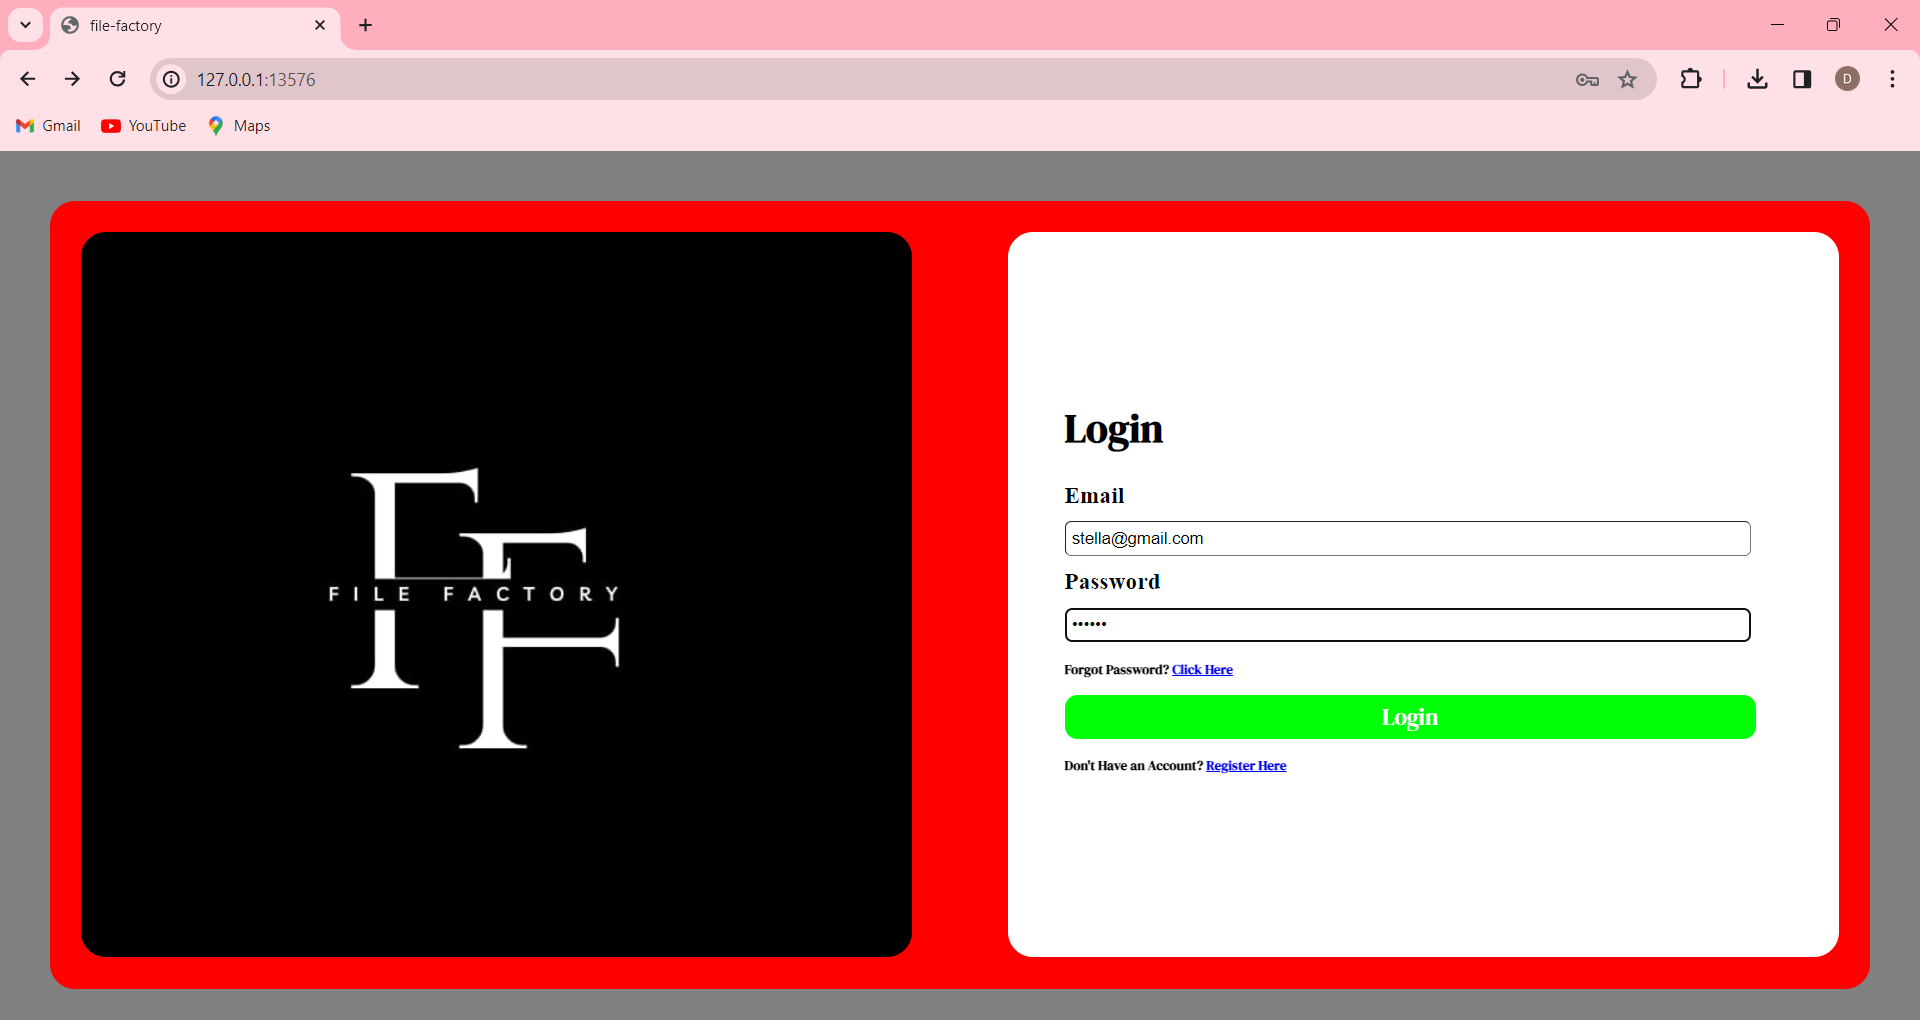 file-factory
127.0.0.1:13576
D
Gmail YouTube Maps
FILE FACTORY
Login
Email
stella@gmail.com
Password
••••••
Forgot Password? Click Here
Login
Don't Have an Account? Register Here